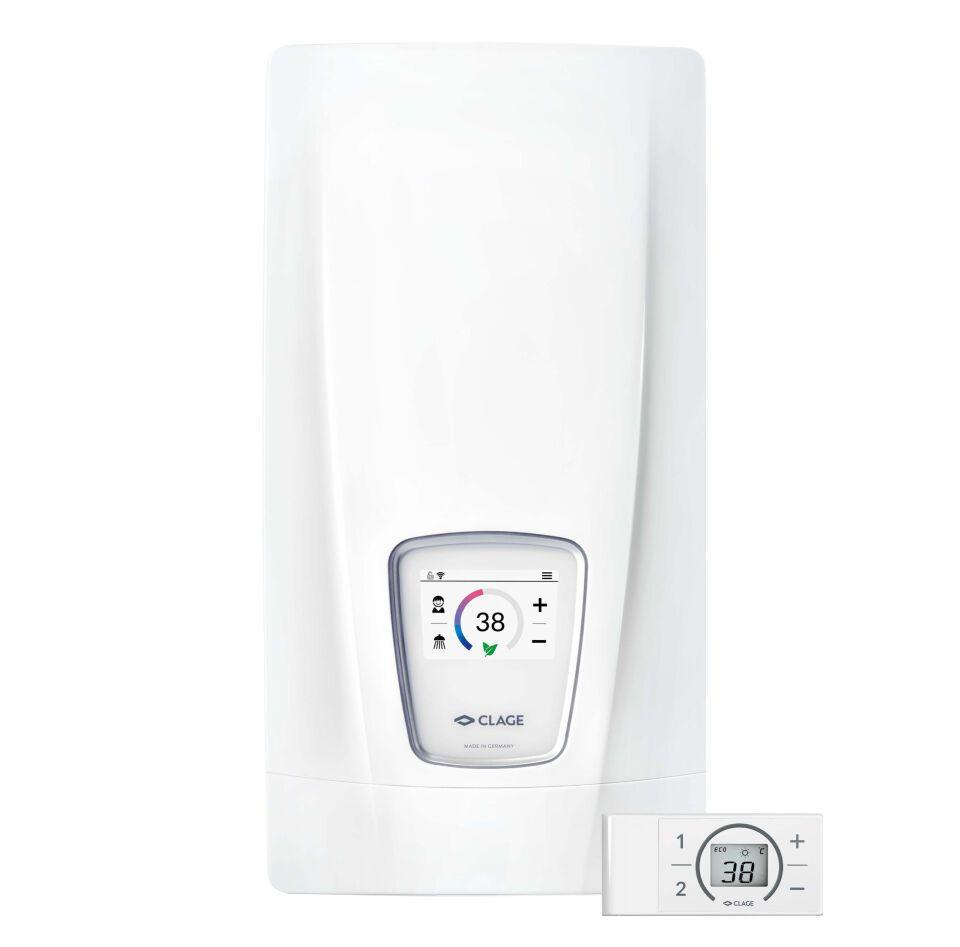 38
+
−
CLAGE
MADE IN GERMANY
1
2
ECO °C
38
+
−
CLAGE